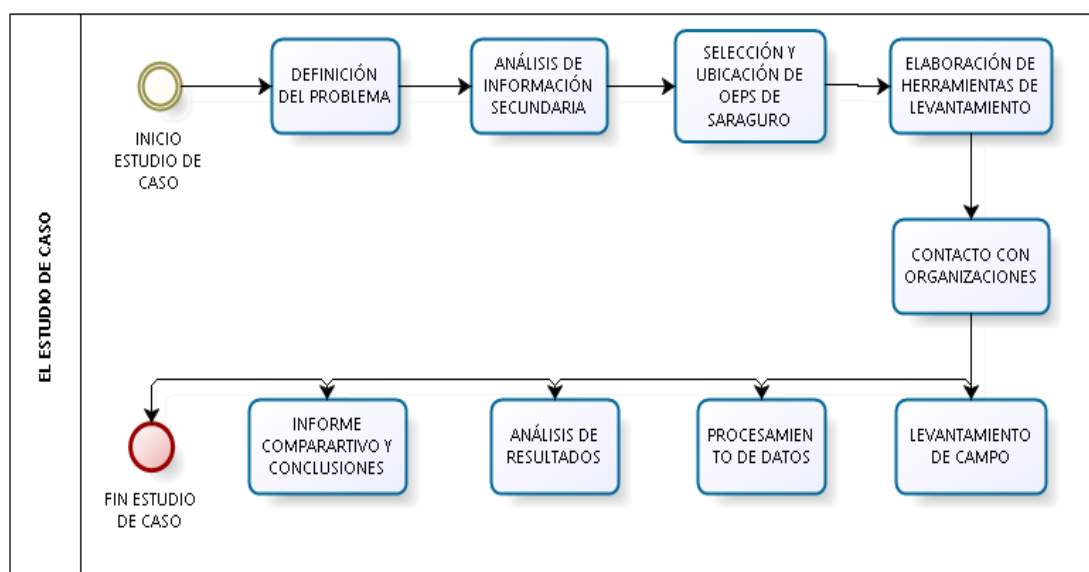 EL ESTUDIO DE CASO
INICIO
ESTUDIO DE
CASO
DEFINICIÓN
DEL PROBLEMA
ANÁLISIS DE
INFORMACIÓN
SECUNDARIA
SELECCIÓN Y
UBICACIÓN DE
OEPS DE
SARAGURO
ELABORACIÓN DE
HERRAMIENTAS DE
LEVANTAMIENTO
CONTACTO CON
ORGANIZACIONES
LEVANTAMIENTO
DE CAMPO
PROCESAMIEN
TO DE DATOS
ANÁLISIS DE
RESULTADOS
INFORME
COMPARARTIVO Y
CONCLUSIONES
FIN ESTUDIO
DE CASO